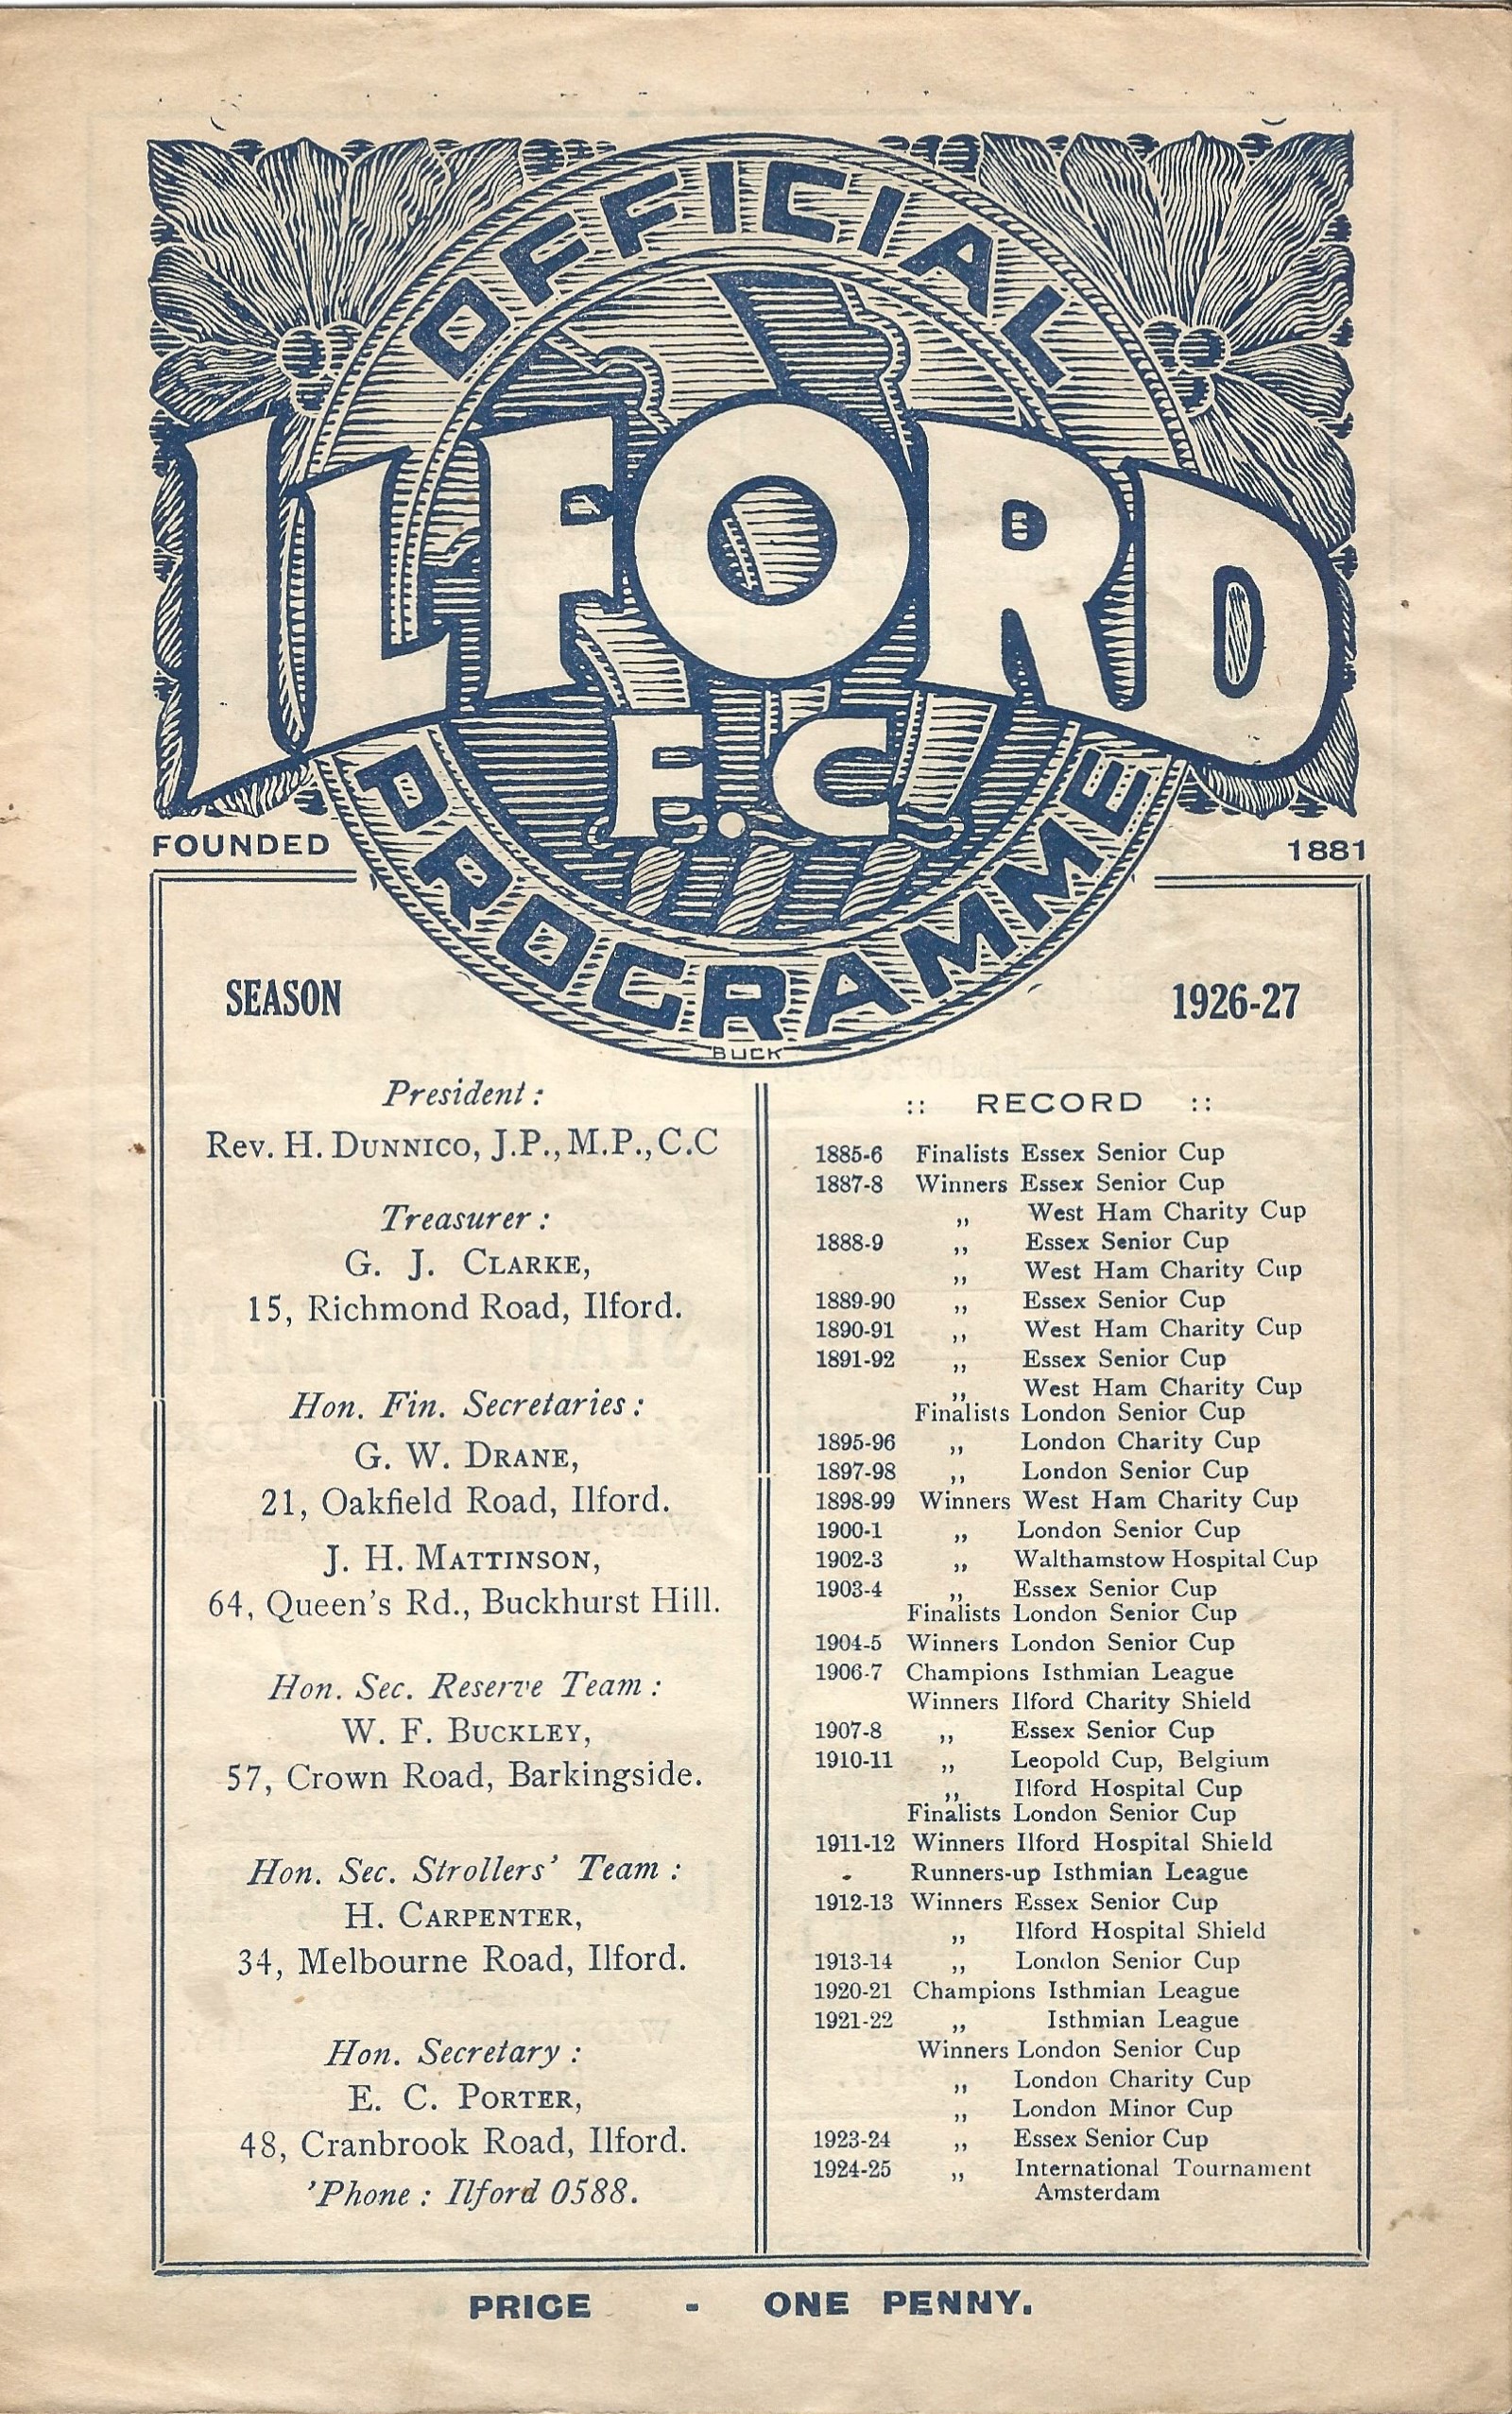 OFFICIAL
ILFORD
F.C.
PROGRAMME
BUCK
FOUNDED 1881
SEASON 1926-27
President :
Rev. H. DUNNICO, J.P., M.P., C.C
Treasurer :
G. J. CLARKE,
15, Richmond Road, Ilford.
Hon. Fin. Secretaries :
G. W. DRANE,
21, Oakfield Road, Ilford.
J. H. MATTINSON,
64, Queen's Rd., Buckhurst Hill.
Hon. Sec. Reserve Team :
W. F. BUCKLEY,
57, Crown Road, Barkingside.
Hon. Sec. Strollers' Team :
H. CARPENTER,
34, Melbourne Road, Ilford.
Hon. Secretary :
E. C. PORTER,
48, Cranbrook Road, Ilford.
'Phone : Ilford 0588.
:: RECORD ::
1885-6 Finalists Essex Senior Cup
1887-8 Winners Essex Senior Cup
,, West Ham Charity Cup
1888-9 ,, Essex Senior Cup
,, West Ham Charity Cup
1889-90 ,, Essex Senior Cup
1890-91 ,, West Ham Charity Cup
1891-92 ,, Essex Senior Cup
,, West Ham Charity Cup
Finalists London Senior Cup
1895-96 ,, London Charity Cup
1897-98 ,, London Senior Cup
1898-99 Winners West Ham Charity Cup
1900-1 ,, London Senior Cup
1902-3 ,, Walthamstow Hospital Cup
1903-4 ,, Essex Senior Cup
Finalists London Senior Cup
1904-5 Winners London Senior Cup
1906-7 Champions Isthmian League
Winners Ilford Charity Shield
1907-8 ,, Essex Senior Cup
1910-11 ,, Leopold Cup, Belgium
,, Ilford Hospital Cup
Finalists London Senior Cup
1911-12 Winners Ilford Hospital Shield
Runners-up Isthmian League
1912-13 Winners Essex Senior Cup
,, Ilford Hospital Shield
1913-14 ,, London Senior Cup
1920-21 Champions Isthmian League
1921-22 ,, Isthmian League
Winners London Senior Cup
,, London Charity Cup
,, London Minor Cup
1923-24 ,, Essex Senior Cup
1924-25 ,, International Tournament
Amsterdam
PRICE - ONE PENNY.